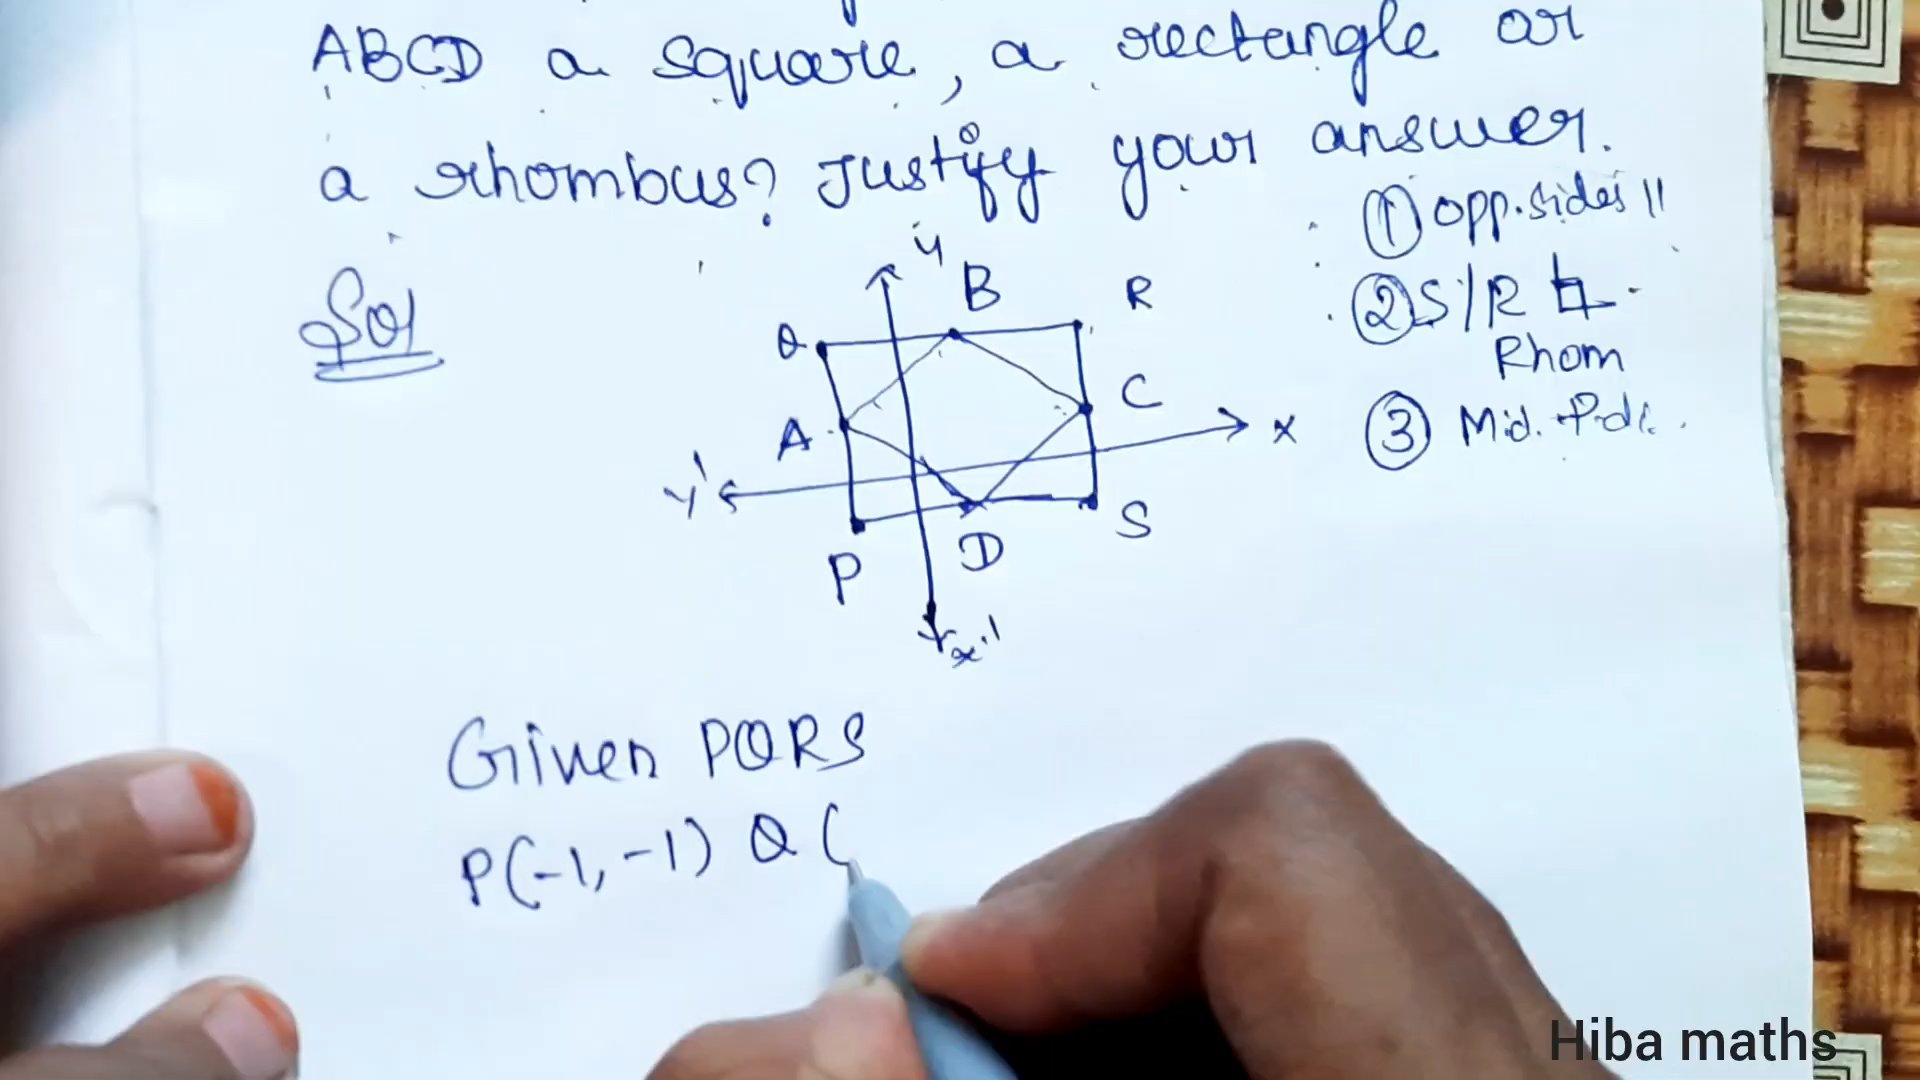 ABCD a square, a rectangle or
a rhombus? Justify your answer.
① opp. sides ||
② S/R
Rhom
③ Mid.
Sol
y
B
R
Q
C
A
x
y'
S
D
P
x'
Given PQRS
P(-1, -1) Q (
Hiba maths